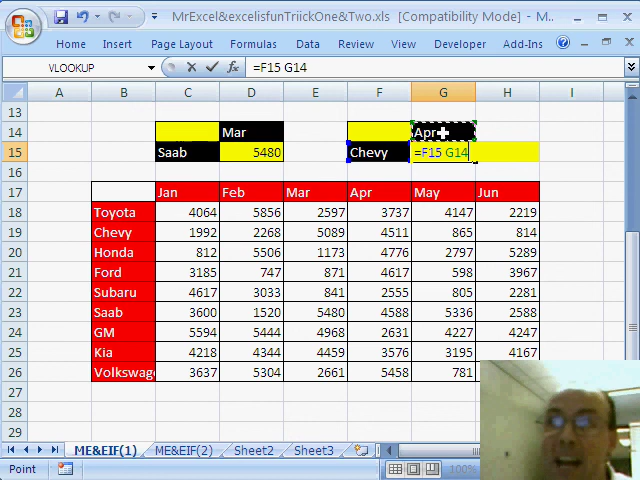 MrExcel&excelisfunTriickOne&Two.xls [Compatibility Mode] - M..
Home Insert Page Layout Formulas Data Review View Developer Add-Ins
VLOOKUP fx =F15 G14
A B C D E F G H I
13
14 Mar Apr
15 Saab 5480 Chevy =F15 G14
16
17 Jan Feb Mar Apr May Jun
18 Toyota 4064 5856 2597 3737 4147 2219
19 Chevy 1992 2268 5089 4511 865 814
20 Honda 812 5506 1173 4776 2797 5289
21 Ford 3185 747 871 4617 598 3967
22 Subaru 4617 3033 841 2555 805 2281
23 Saab 3600 1520 5480 4588 5336 2588
24 GM 5594 5444 4968 2631 4227 4247
25 Kia 4218 4344 4459 3576 3195 4167
26 Volkswage 3637 5304 2661 5458 781
27
28
29
ME&EIF(1) ME&EIF(2) Sheet2 Sheet3
Point 100%